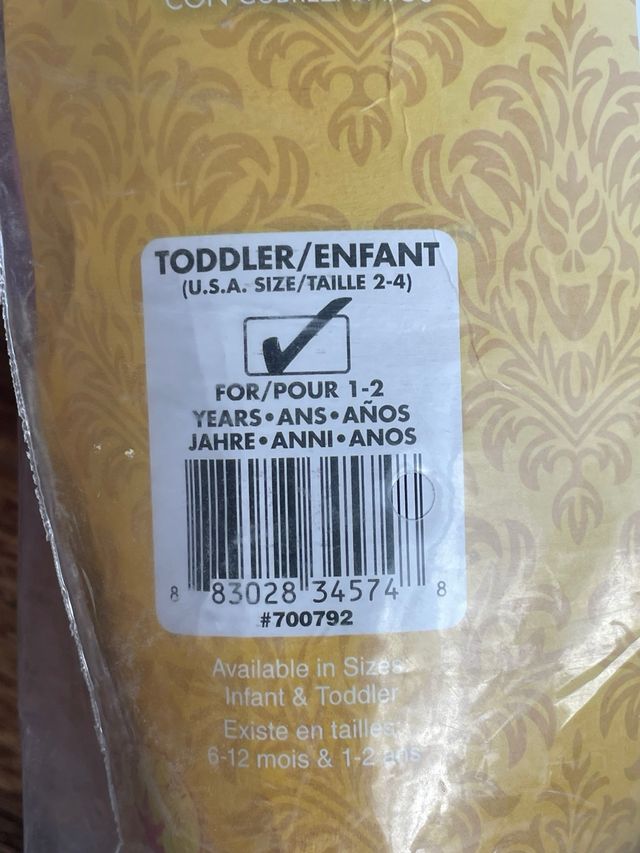 TODDLER/ENFANT
(U.S.A. SIZE/TAILLE 2-4)
FOR/POUR 1-2
YEARS•ANS•AÑOS
JAHRE•ANNI•ANOS
8 83028 34574 8
#700792
Available in Sizes:
Infant & Toddler
Existe en tailles:
6-12 mois & 1-2 ans